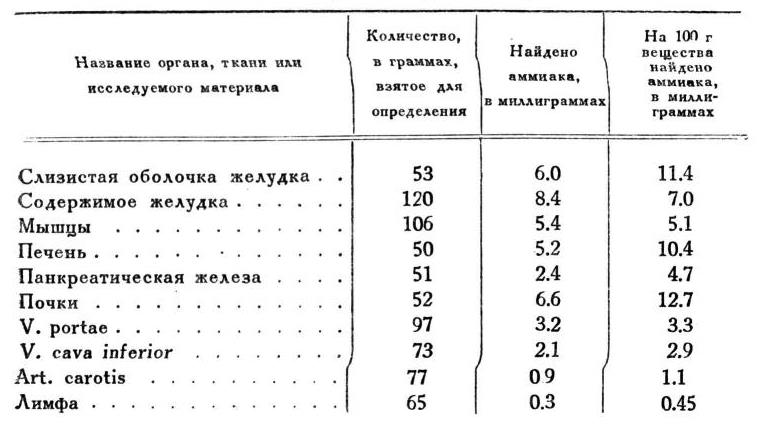 Название органа, ткани или исследуемого материала | Количество, в граммах, взятое для определения | Найдено аммиака, в миллиграммах | На 100 г вещества найдено аммиака, в милли-граммах
Слизистая оболочка желудка . . 53 6.0 11.4
Содержимое желудка . . . . . . 120 8.4 7.0
Мышцы . . . . . . . . . . . 106 5.4 5.1
Печень . . . . . . . . . . . . 50 5.2 10.4
Панкреатическая железа . . . . 51 2.4 4.7
Почки . . . . . . . . . . . . 52 6.6 12.7
V. portae . . . . . . . . . . . 97 3.2 3.3
V. cava inferior . . . . . . . . 73 2.1 2.9
Art. carotis . . . . . . . . . 77 0 9 1.1
Лимфа . . . . . . . . . . . . 65 0.3 0.45